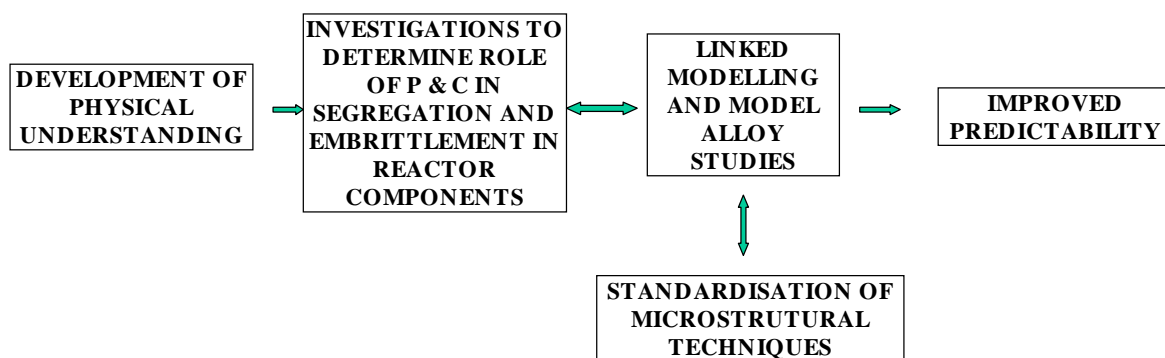 DEVELOPMENT OF
PHYSICAL
UNDERSTANDING
INVESTIGATIONS TO
DETERMINE ROLE
OF P & C IN
SEGREGATION AND
EMBRITTLEMENT IN
REACTOR
COMPONENTS
LINKED
MODELLING
AND MODEL
ALLOY
STUDIES
IMPROVED
PREDICTABILITY
STANDARDISATION OF
MICROSTRUTURAL
TECHNIQUES